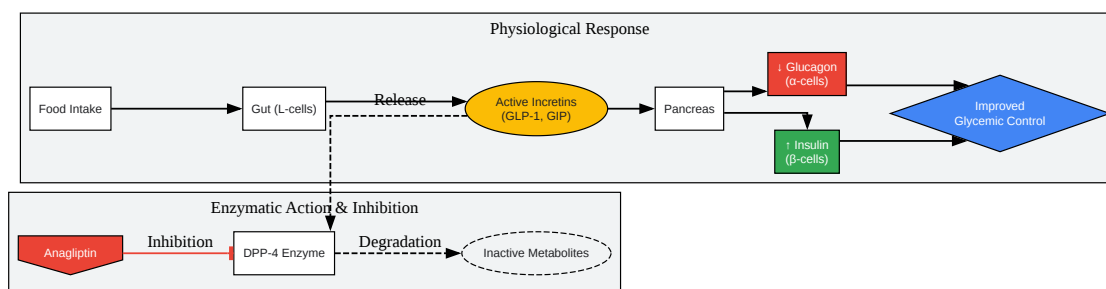 Physiological Response
Food Intake
Gut (L-cells)
Release
Active Incretins
(GLP-1, GIP)
Pancreas
↓ Glucagon
(α-cells)
↑ Insulin
(β-cells)
Improved
Glycemic Control
Enzymatic Action & Inhibition
Anagliptin
Inhibition
DPP-4 Enzyme
Degradation
Inactive Metabolites